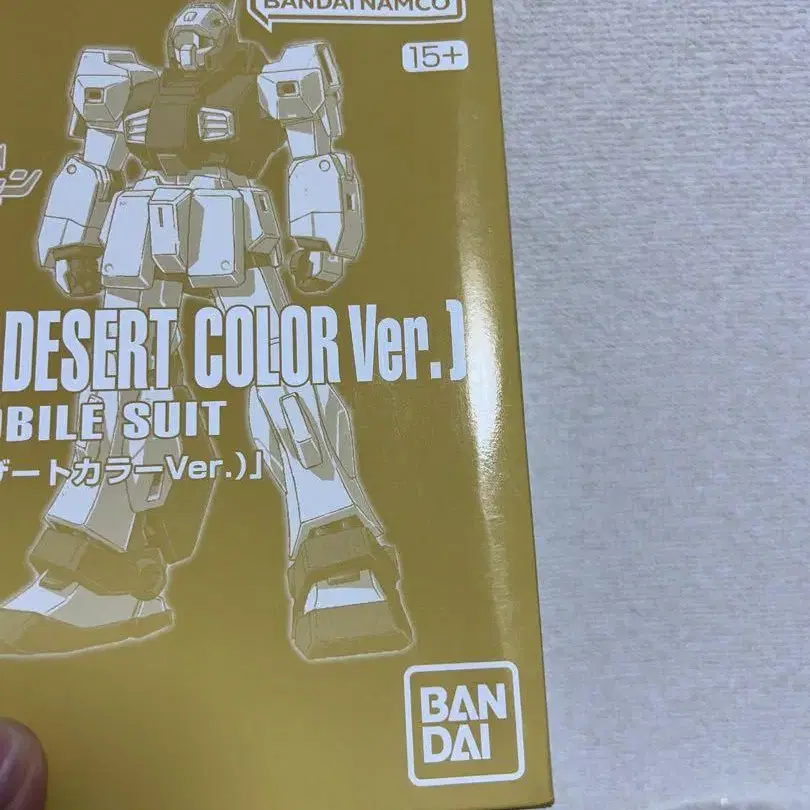 BANDAI NAMCO
15+
ン
DESERT COLOR Ver.)
OBILE SUIT
ザートカラーVer.)」
BAN
DAI